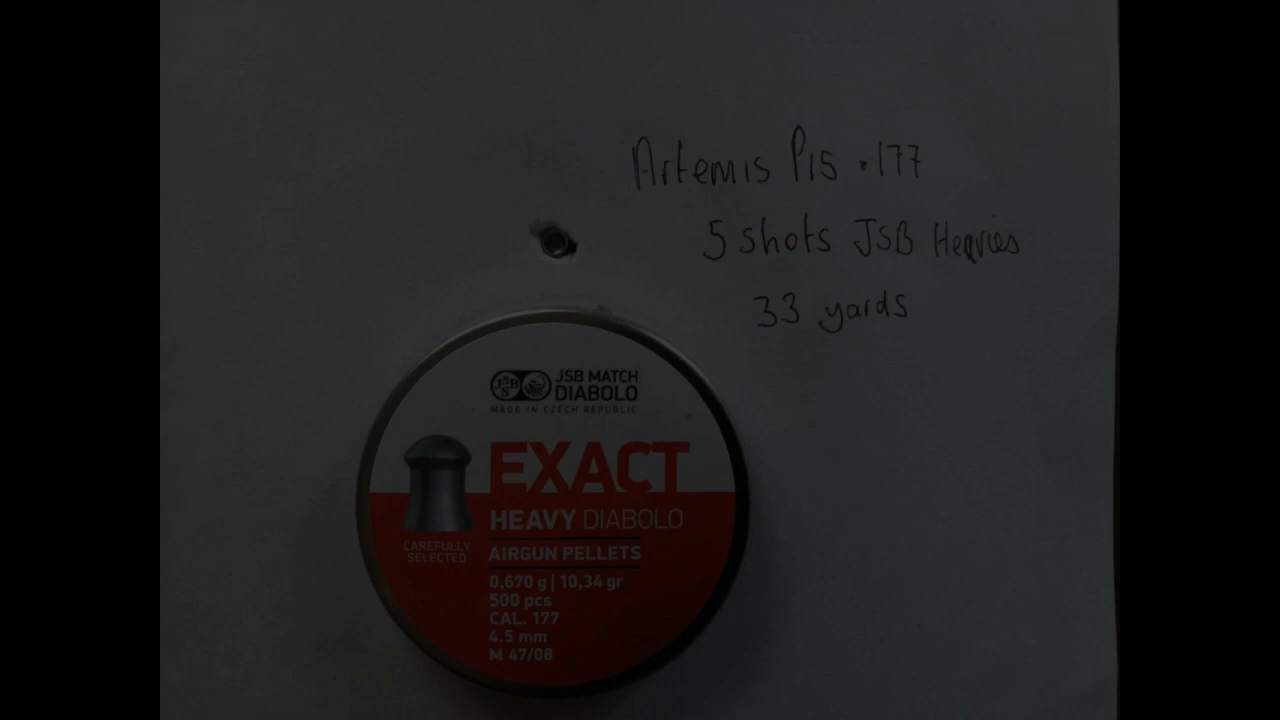 Artemis P15 .177
5 shots JSB Heavies
33 yards
JSB
JSB MATCH
DIABOLO
MADE IN CZECH REPUBLIC
EXACT
HEAVY DIABOLO
CAREFULLY
SELECTED
AIRGUN PELLETS
0,670 g | 10,34 gr
500 pcs
CAL. 177
4.5 mm
M 47/08